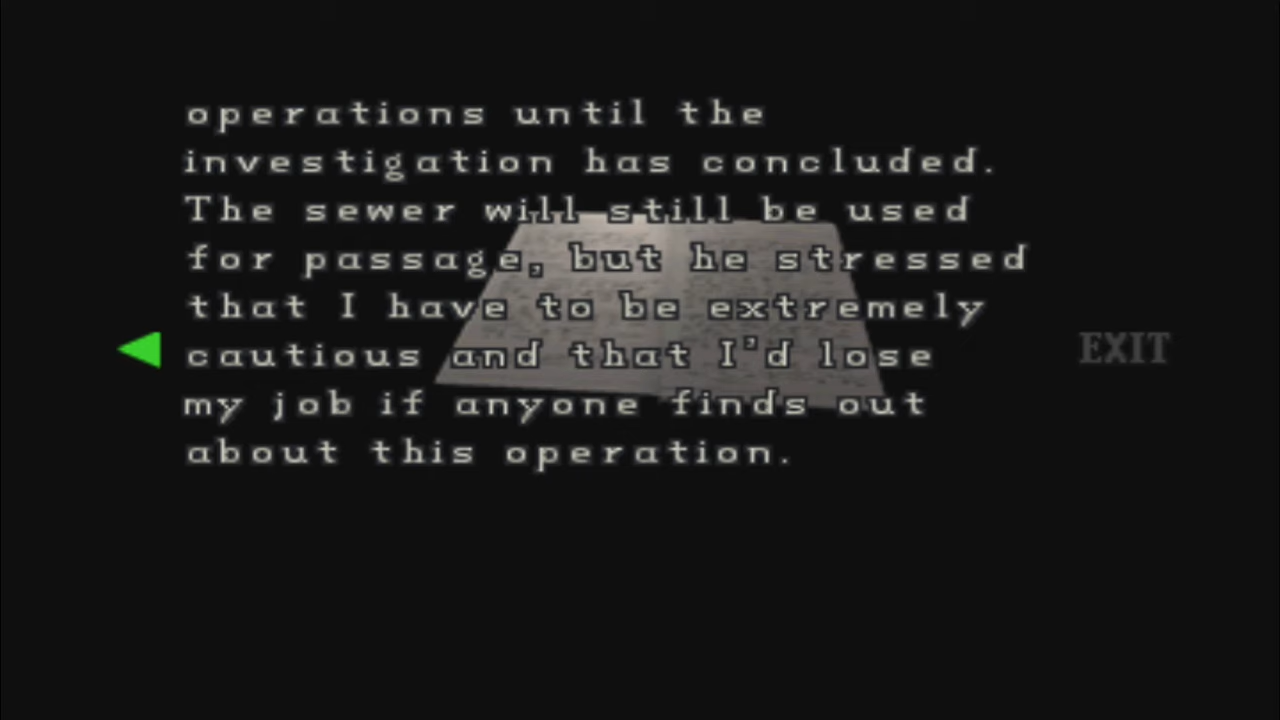 operations until the
investigation has concluded.
The sewer will still be used
for passage, but he stressed
that I have to be extremely
cautious and that I'd lose
my job if anyone finds out
about this operation.
EXIT